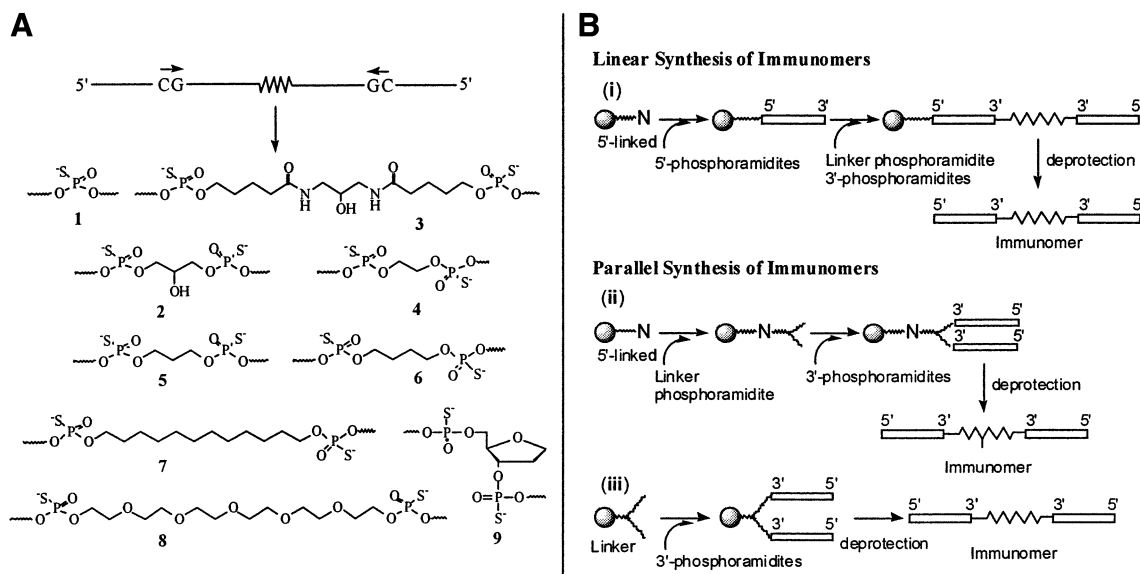 A
5' CG GC 5'
-S O P O O
-S O P O O O N H OH N H O O P O S-
1
3
-S O P O O OH O P O O S-
-S O P O O O P O O S-
2
4
-S O P O O O P O O S-
-S O P O O O P O O S-
5
6
-S O P O O O P O O S-
S- O P O O O
7
O
O=P-O
S-
-S O P O O O O O O O O P O O S-
8
9
B
Linear Synthesis of Immunomers
(i)
N 5' 3' 5' 3' 3' 5'
5'-linked
5'-phosphoramidites
Linker phosphoramidite
3'-phosphoramidites
deprotection
5' 3' 3' 5'
Immunomer
Parallel Synthesis of Immunomers
(ii)
N N N 3' 5'
3' 5'
5'-linked
Linker
phosphoramidite
3'-phosphoramidites
deprotection
5' 3' 3' 5'
Immunomer
(iii)
3' 5'
3' 5'
5' 3' 3' 5'
Linker
3'-phosphoramidites
deprotection
Immunomer